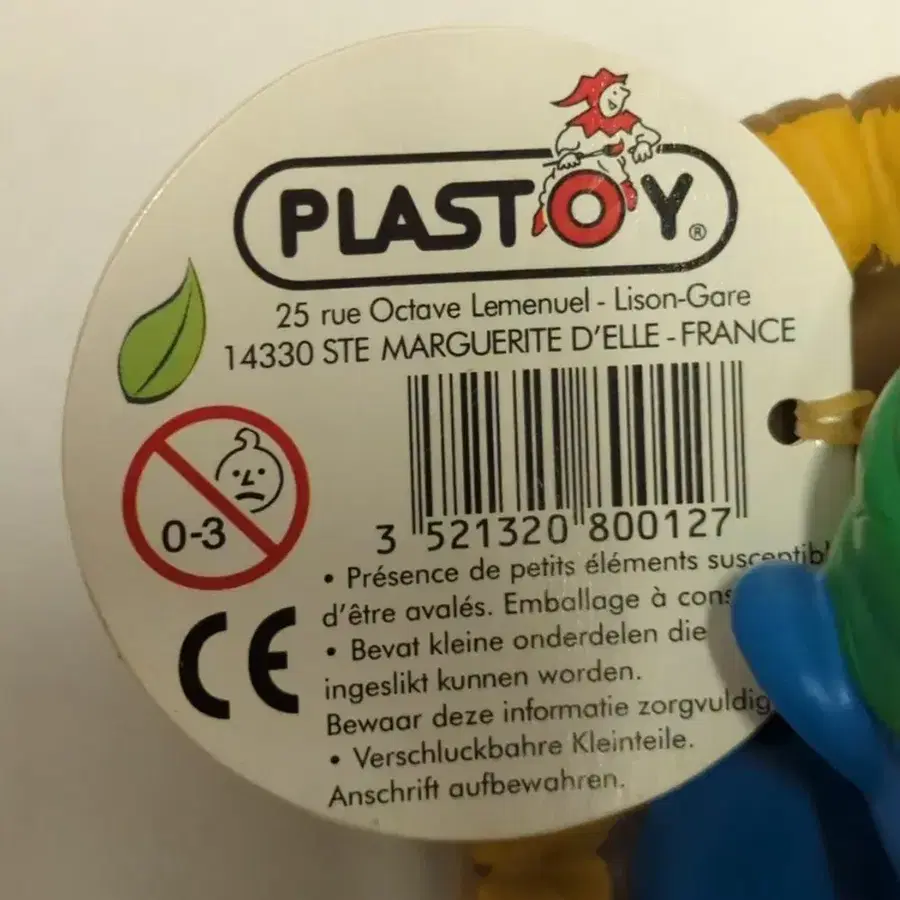 PLASTOY®
25 rue Octave Lemenuel - Lison-Gare
14330 STE MARGUERITE D'ELLE - FRANCE
3 521320 800127
0-3
CE
• Présence de petits éléments
d'être avalés. Emballage à
• Bevat kleine onderdelen die
ingeslikt kunnen worden.
Bewaar deze informatie
• Verschluckbahre Kleinteile.
Anschrift aufbewahren.